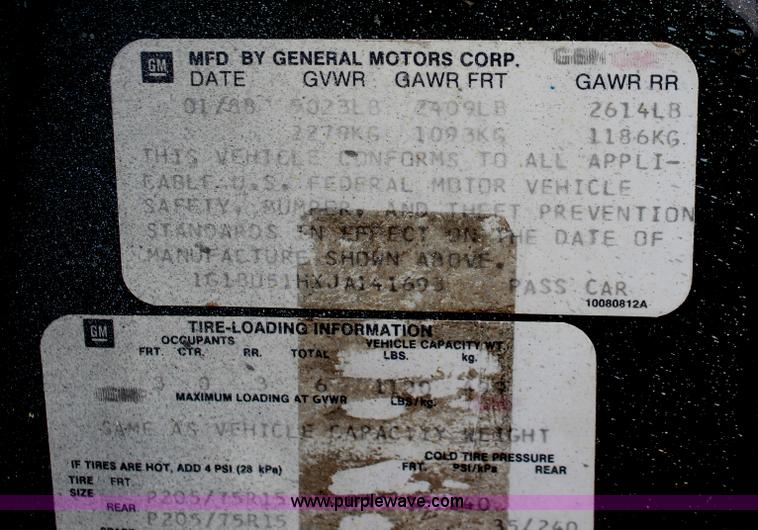 GM MFD BY GENERAL MOTORS CORP.
DATE GVWR GAWR FRT GAWR RR
01/88 5023LB 2409LB 2614LB
2279KG 1093KG 1186KG
THIS VEHICLE CONFORMS TO ALL APPLI-
CABLE U.S. FEDERAL MOTOR VEHICLE
SAFETY, BUMPER, AND THEFT PREVENTION
STANDARDS IN EFFECT ON THE DATE OF
MANUFACTURE SHOWN ABOVE.
PASS CAR
10080812A
GM TIRE-LOADING INFORMATION
OCCUPANTS VEHICLE CAPACITY WT.
FRT. CTR. RR. TOTAL LBS. kg.
3 0 3 6
MAXIMUM LOADING AT GVWR LBS/kg.
SAME AS VEHICLE CAPACITY WEIGHT
COLD TIRE PRESSURE
IF TIRES ARE HOT, ADD 4 PSI (28 kPa) FRT. PSI/kPa REAR
TIRE FRT
SIZE P205/75R15
REAR P205/75R15 35/240
www.purplewave.com